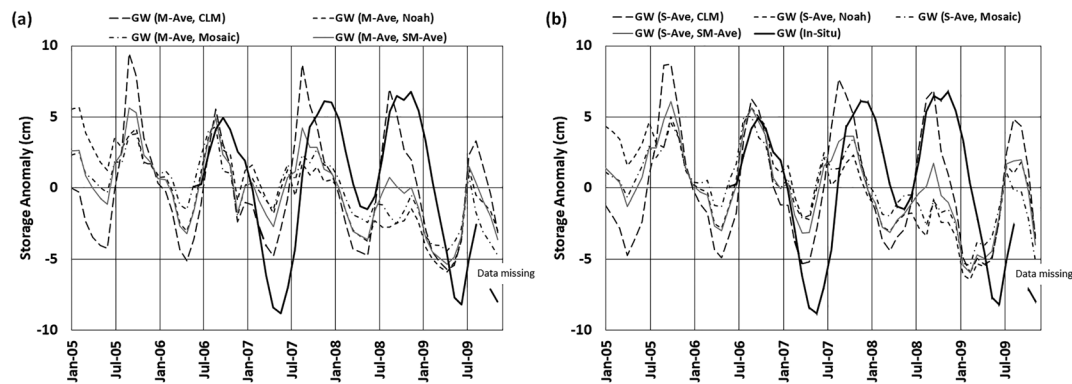 (a)
GW (M-Ave, CLM) GW (M-Ave, Noah)
GW (M-Ave, Mosaic) GW (M-Ave, SM-Ave)
Storage Anomaly (cm)
10
5
0
-5
-10
Data missing
Jan-05 Jul-05 Jan-06 Jul-06 Jan-07 Jul-07 Jan-08 Jul-08 Jan-09 Jul-09
(b)
GW (S-Ave, CLM) GW (S-Ave, Noah) GW (S-Ave, Mosaic)
GW (S-Ave, SM-Ave) GW (In-Situ)
Storage Anomaly (cm)
10
5
0
-5
-10
Data missing
Jan-05 Jul-05 Jan-06 Jul-06 Jan-07 Jul-07 Jan-08 Jul-08 Jan-09 Jul-09